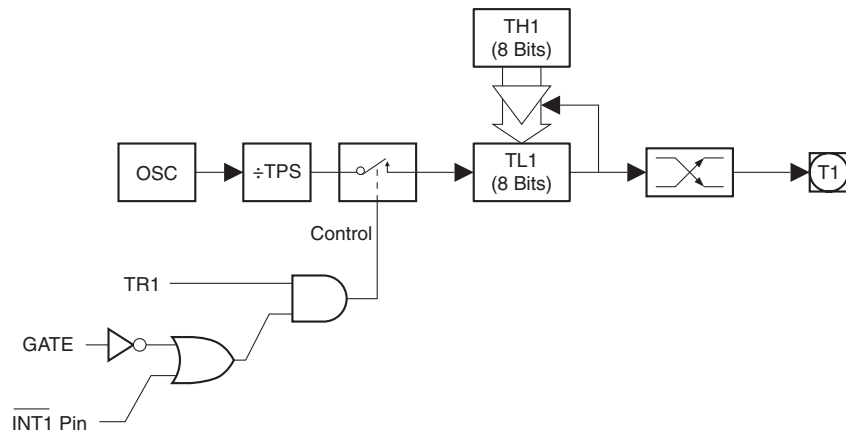 TH1
(8 Bits)
OSC
÷TPS
TL1
(8 Bits)
T1
Control
TR1
GATE
INT1 Pin